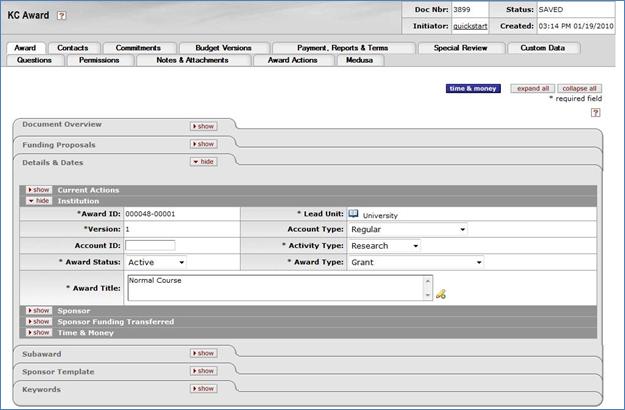 KC Award ?
Doc Nbr: 3899 Status: SAVED
Initiator: quickstart Created: 03:14 PM 01/19/2010
Award Contacts Commitments Budget Versions Payment, Reports & Terms Special Review Custom Data
Questions Permissions Notes & Attachments Award Actions Medusa
time & money expand all collapse all
* required field
?
Document Overview show
Funding Proposals show
Details & Dates hide
show Current Actions
hide Institution
*Award ID: 000048-00001 * Lead Unit: University
*Version: 1 Account Type: Regular
Account ID: * Activity Type: Research
* Award Status: Active * Award Type: Grant
* Award Title: Normal Course
show Sponsor
show Sponsor Funding Transferred
show Time & Money
Subaward show
Sponsor Template show
Keywords show